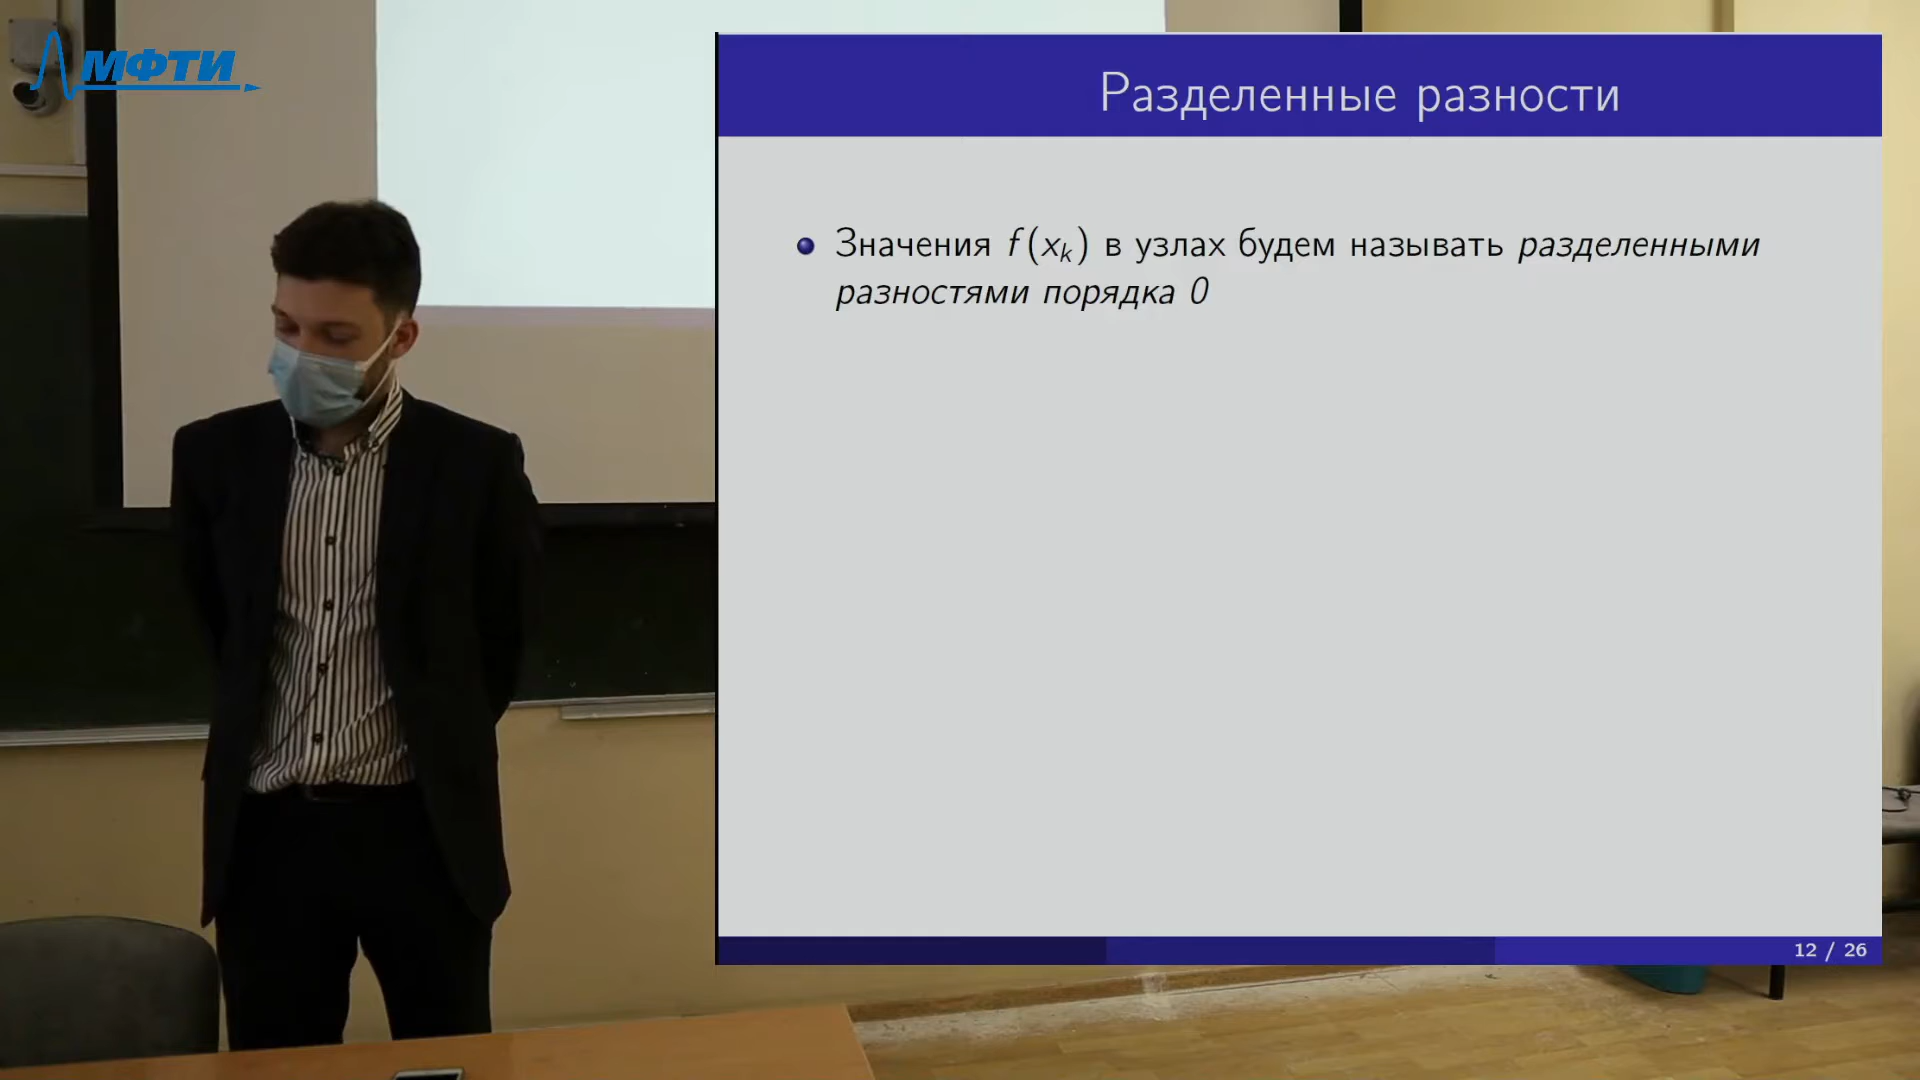 МФТИ
Разделенные разности
Значения f(xₖ) в узлах будем называть разделенными
разностями порядка 0
12 / 26